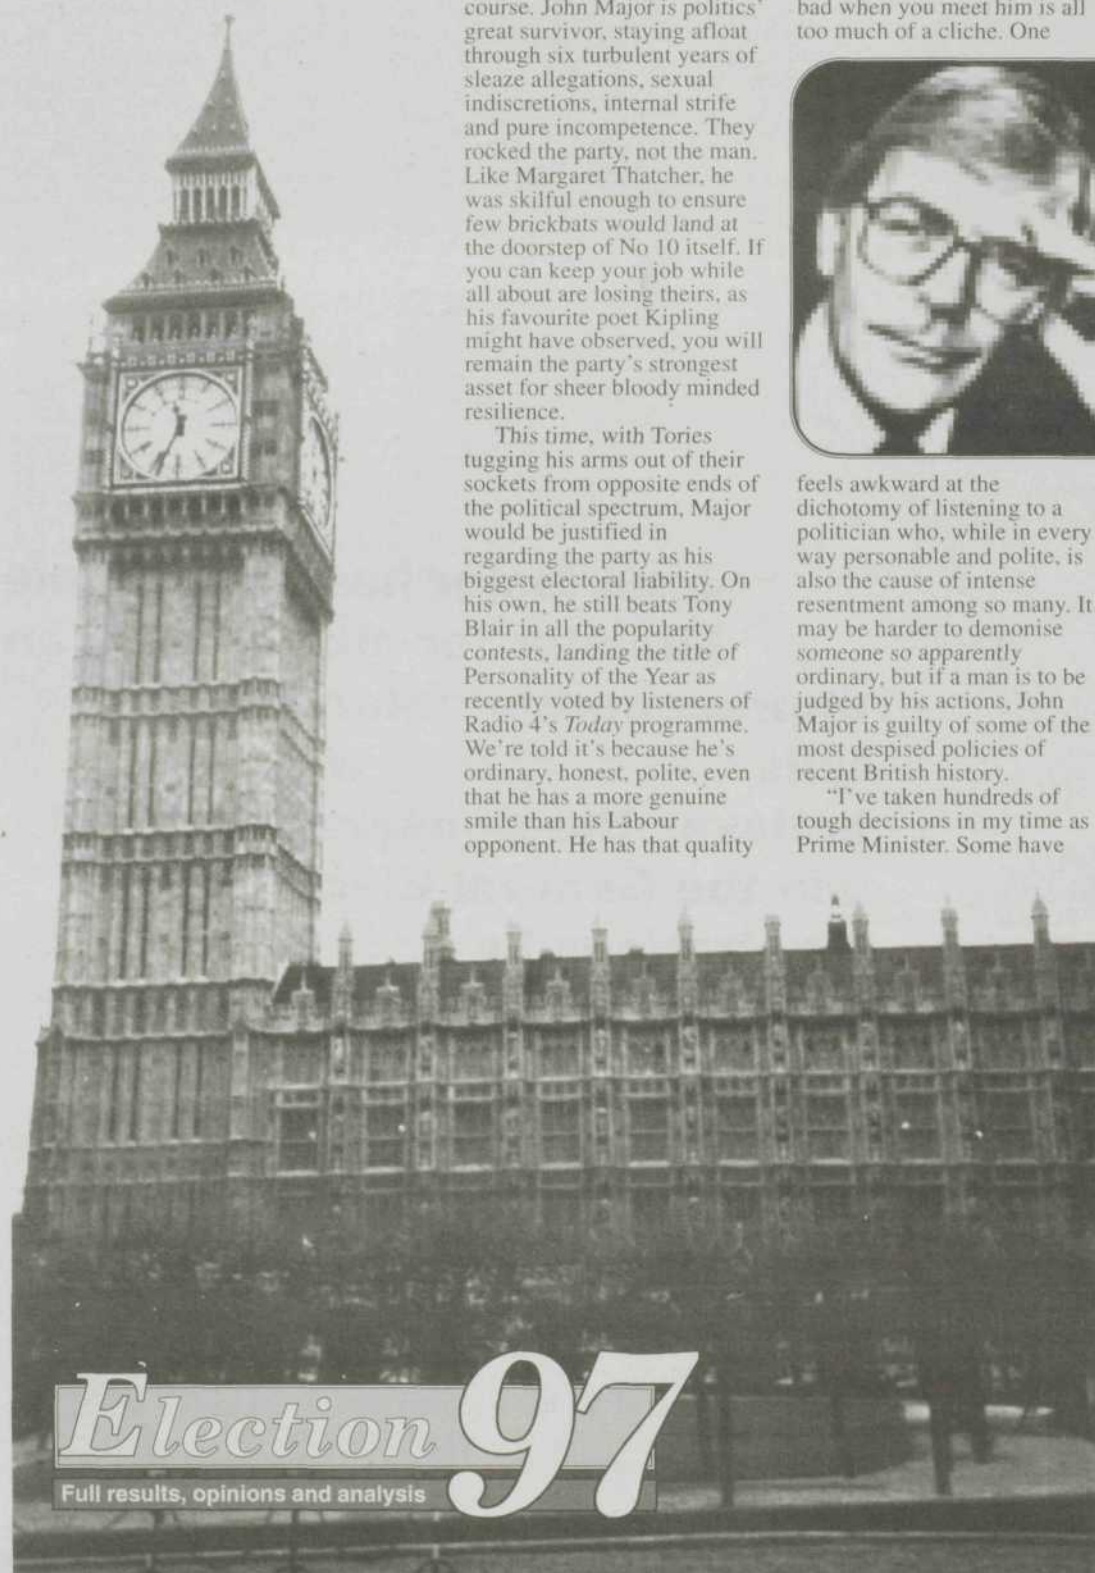 course. John Major is politics'
great survivor, staying afloat
through six turbulent years of
sleaze allegations, sexual
indiscretions, internal strife
and pure incompetence. They
rocked the party, not the man.
Like Margaret Thatcher, he
was skilful enough to ensure
few brickbats would land at
the doorstep of No 10 itself. If
you can keep your job while
all about are losing theirs, as
his favourite poet Kipling
might have observed, you will
remain the party's strongest
asset for sheer bloody minded
resilience.
This time, with Tories
tugging his arms out of their
sockets from opposite ends of
the political spectrum, Major
would be justified in
regarding the party as his
biggest electoral liability. On
his own, he still beats Tony
Blair in all the popularity
contests, landing the title of
Personality of the Year as
recently voted by listeners of
Radio 4's Today programme.
We're told it's because he's
ordinary, honest, polite, even
that he has a more genuine
smile than his Labour
opponent. He has that quality
bad when you meet him is all
too much of a cliche. One
feels awkward at the
dichotomy of listening to a
politician who, while in every
way personable and polite, is
also the cause of intense
resentment among so many. It
may be harder to demonise
someone so apparently
ordinary, but if a man is to be
judged by his actions, John
Major is guilty of some of the
most despised policies of
recent British history.
"I've taken hundreds of
tough decisions in my time as
Prime Minister. Some have
Election 97
Full results, opinions and analysis